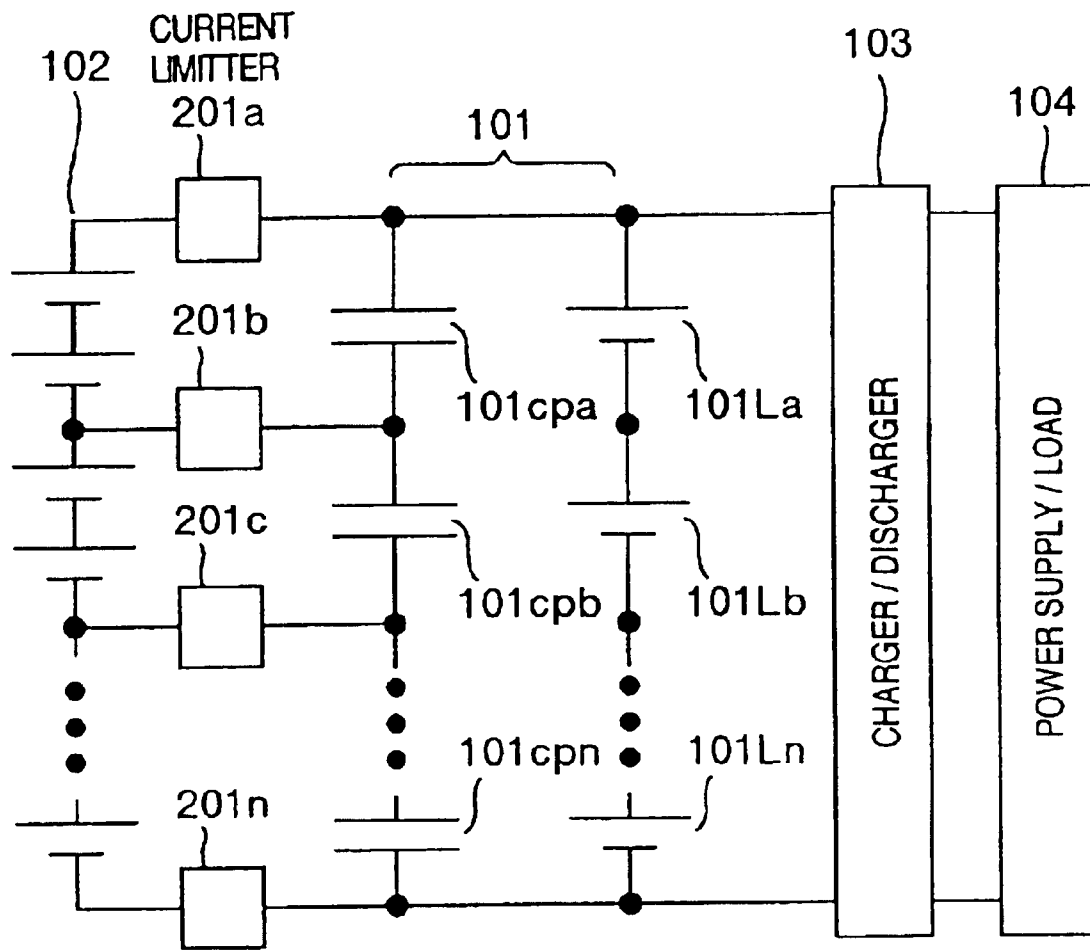 CURRENT
LIMITTER
102
201a
101
103
104
201b
101cpa
101La
201c
101cpb
101Lb
CHARGER / DISCHARGER
POWER SUPPLY / LOAD
201n
101cpn
101Ln